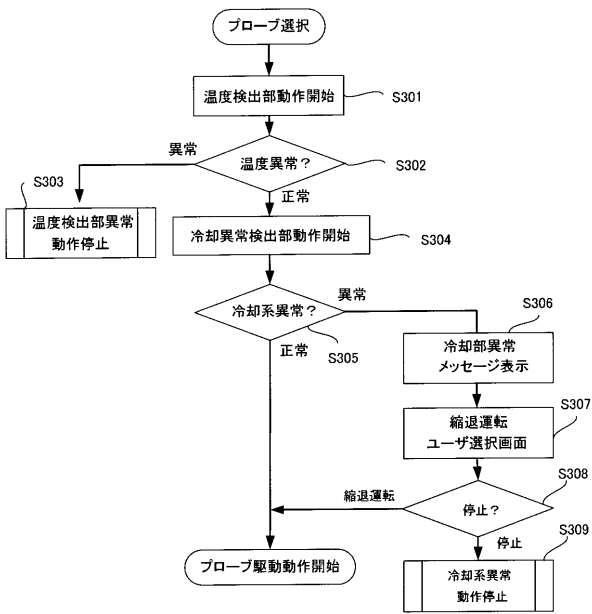 プローブ選択
温度検出部動作開始
S301
温度異常？
S302
異常
正常
S303
温度検出部異常
動作停止
冷却異常検出部動作開始
S304
冷却系異常？
異常
S305
正常
S306
冷却部異常
メッセージ表示
S307
縮退運転
ユーザ選択画面
S308
停止？
縮退運転
停止
S309
プローブ駆動動作開始
冷却系異常
動作停止